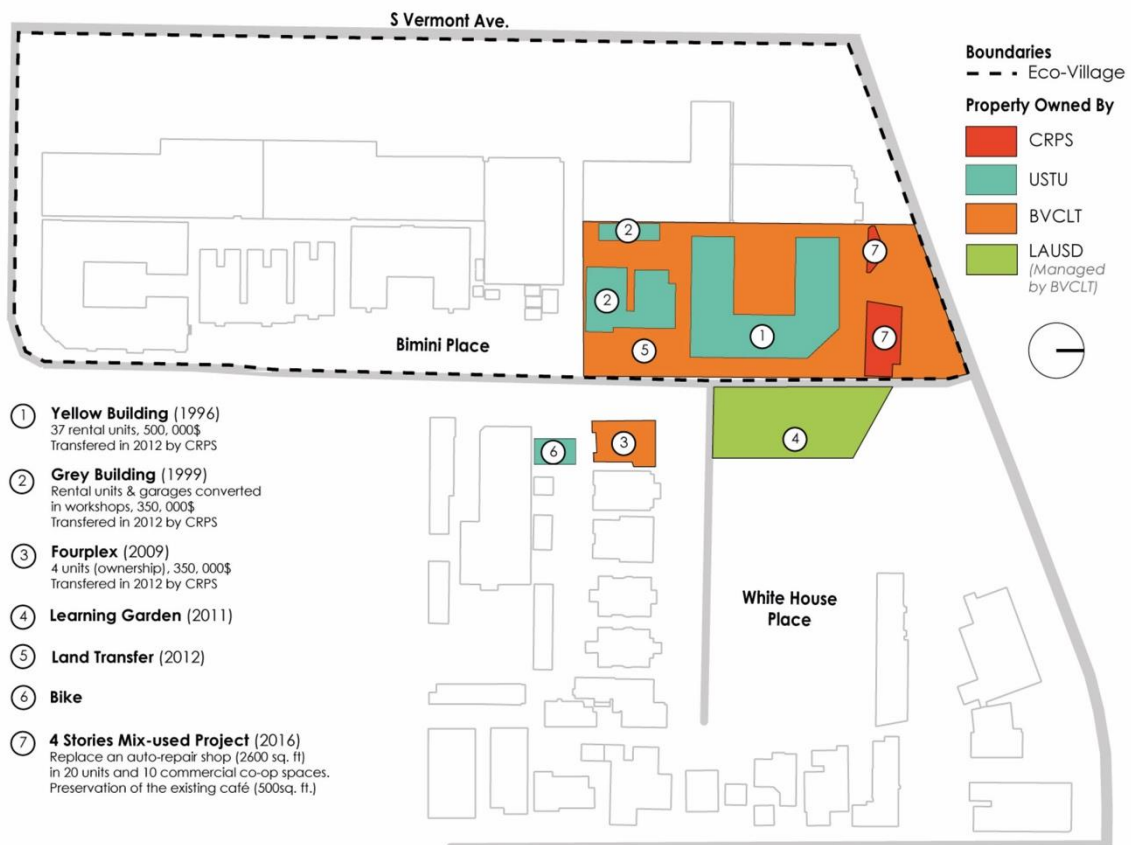 S Vermont Ave.
Boundaries
Eco-Village
Property Owned By
CRPS
USTU
BVCLT
LAUSD
(Managed
by BVCLT)
2
7
2
1
7
5
Bimini Place
6
3
4
White House
Place
1 Yellow Building (1996)
37 rental units, 500, 000$
Transfered in 2012 by CRPS
2 Grey Building (1999)
Rental units & garages converted
in workshops, 350, 000$
Transfered in 2012 by CRPS
3 Fourplex (2009)
4 units (ownership), 350, 000$
Transfered in 2012 by CRPS
4 Learning Garden (2011)
5 Land Transfer (2012)
6 Bike
7 4 Stories Mix-used Project (2016)
Replace an auto-repair shop (2600 sq. ft)
in 20 units and 10 commercial co-op spaces.
Preservation of the existing café (500sq. ft.)